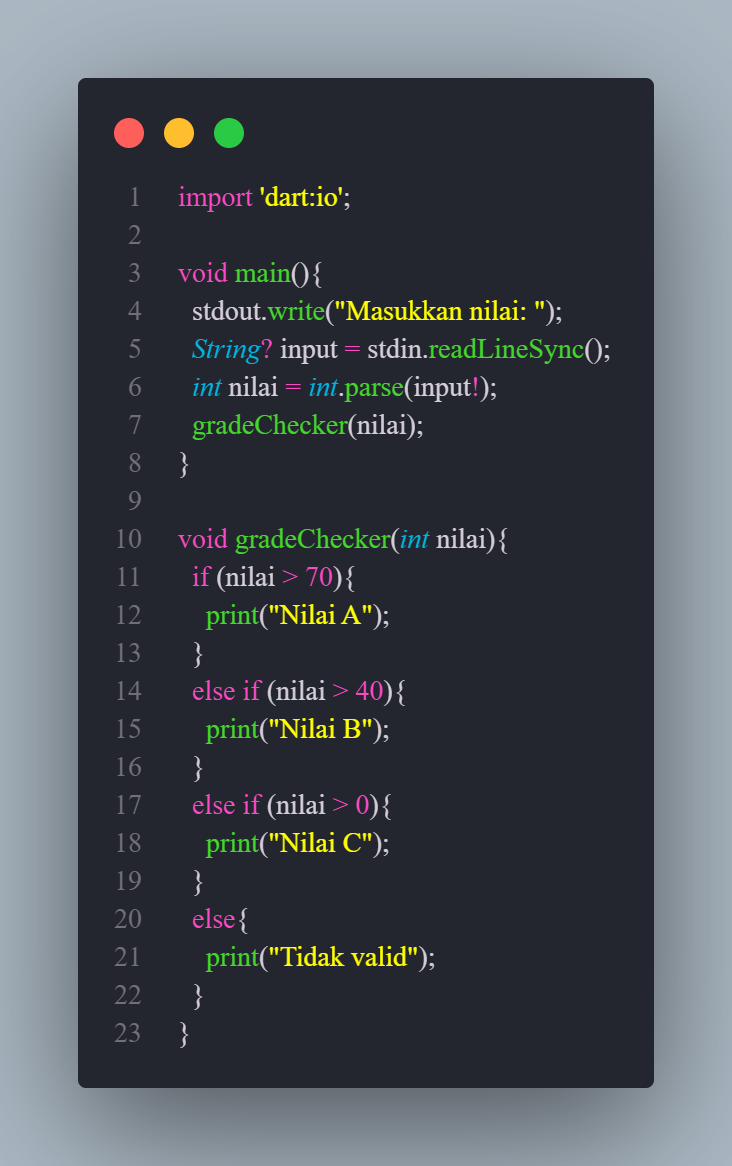 1 import 'dart:io';
2
3 void main(){
4 stdout.write("Masukkan nilai: ");
5 String? input = stdin.readLineSync();
6 int nilai = int.parse(input!);
7 gradeChecker(nilai);
8 }
9
10 void gradeChecker(int nilai){
11 if (nilai > 70){
12 print("Nilai A");
13 }
14 else if (nilai > 40){
15 print("Nilai B");
16 }
17 else if (nilai > 0){
18 print("Nilai C");
19 }
20 else{
21 print("Tidak valid");
22 }
23 }